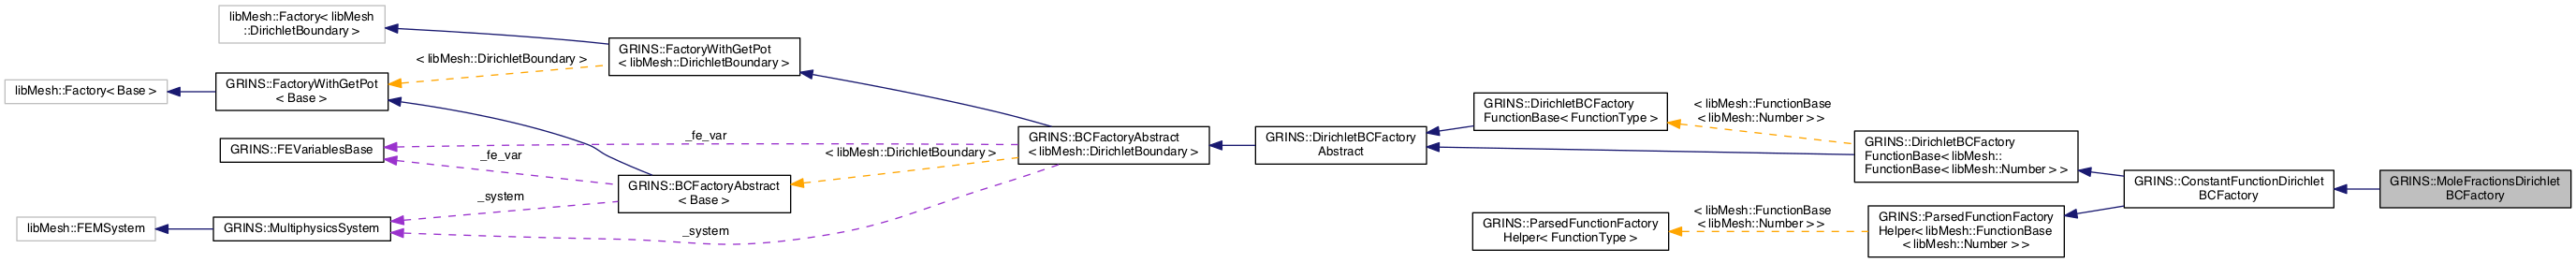 libMesh::Factory< libMesh
::DirichletBoundary >
GRINS::FactoryWithGetPot
< libMesh::DirichletBoundary >
< libMesh::DirichletBoundary >
libMesh::Factory< Base >
GRINS::FactoryWithGetPot
< Base >
GRINS::FEVariablesBase
_fe_var
_fe_var
< libMesh::DirichletBoundary >
GRINS::BCFactoryAbstract
< libMesh::DirichletBoundary >
GRINS::BCFactoryAbstract
< Base >
_system
_system
libMesh::FEMSystem
GRINS::MultiphysicsSystem
GRINS::DirichletBCFactory
Abstract
GRINS::DirichletBCFactory
FunctionBase< FunctionType >
< libMesh::FunctionBase
< libMesh::Number > >
GRINS::DirichletBCFactory
FunctionBase< libMesh::
FunctionBase< libMesh::Number > >
GRINS::ParsedFunctionFactory
Helper< FunctionType >
< libMesh::FunctionBase
< libMesh::Number > >
GRINS::ParsedFunctionFactory
Helper< libMesh::FunctionBase
< libMesh::Number > >
GRINS::ConstantFunctionDirichlet
BCFactory
GRINS::MoleFractionsDirichlet
BCFactory